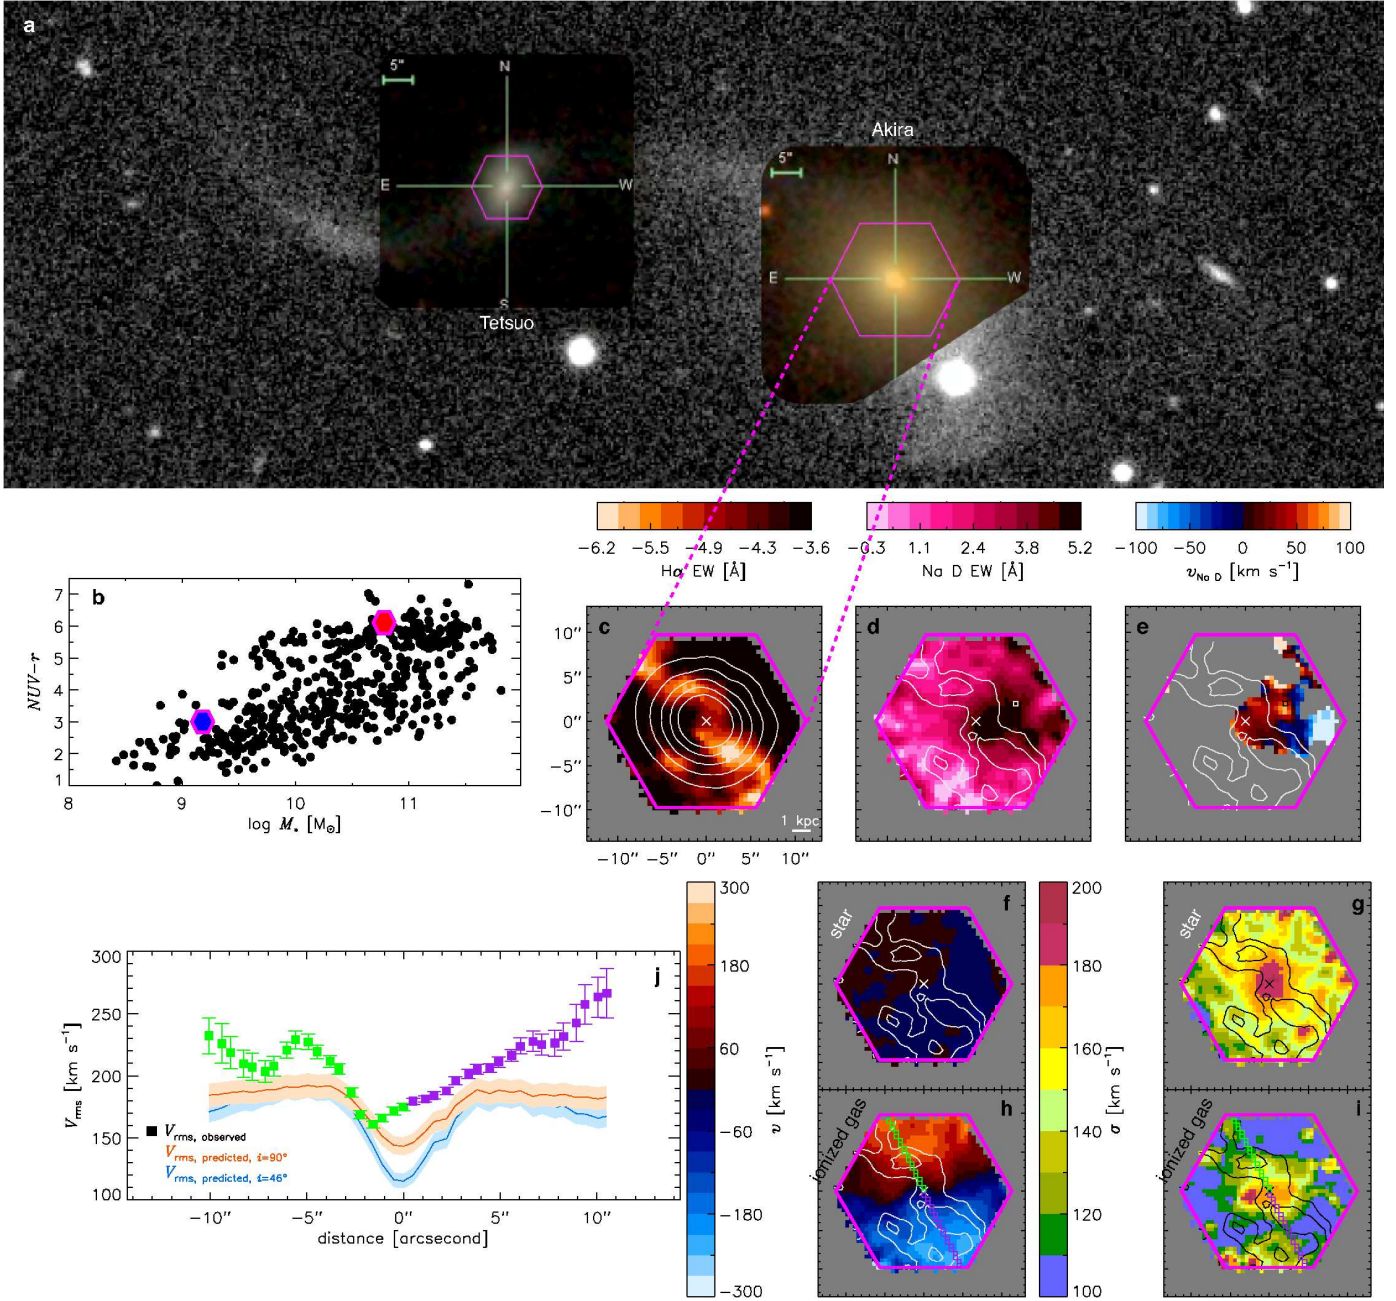 a
5"
N
E
W
S
Tetsuo
Akira
5"
N
E
W
−6.2 −5.5 −4.9 −4.3 −3.6
Hα EW [Å]
−0.3 1.1 2.4 3.8 5.2
Na D EW [Å]
−100 −50 0 50 100
v Na D [km s⁻¹]
b
7
6
5
4
3
2
1
NUV−r
8 9 10 11
log M* [M⊙]
c
10"
5"
0"
−5"
−10"
1 kpc
−10" −5" 0" 5" 10"
d
e
j
300
250
200
150
100
Vrms [km s⁻¹]
Vrms, observed
Vrms, predicted, i=90°
Vrms, predicted, i=46°
−10" −5" 0" 5" 10"
distance [arcsecond]
300
180
60
−60
−180
−300
v [km s⁻¹]
star
f
200
180
160
140
120
100
σ [km s⁻¹]
star
g
ionized gas
h
ionized gas
i